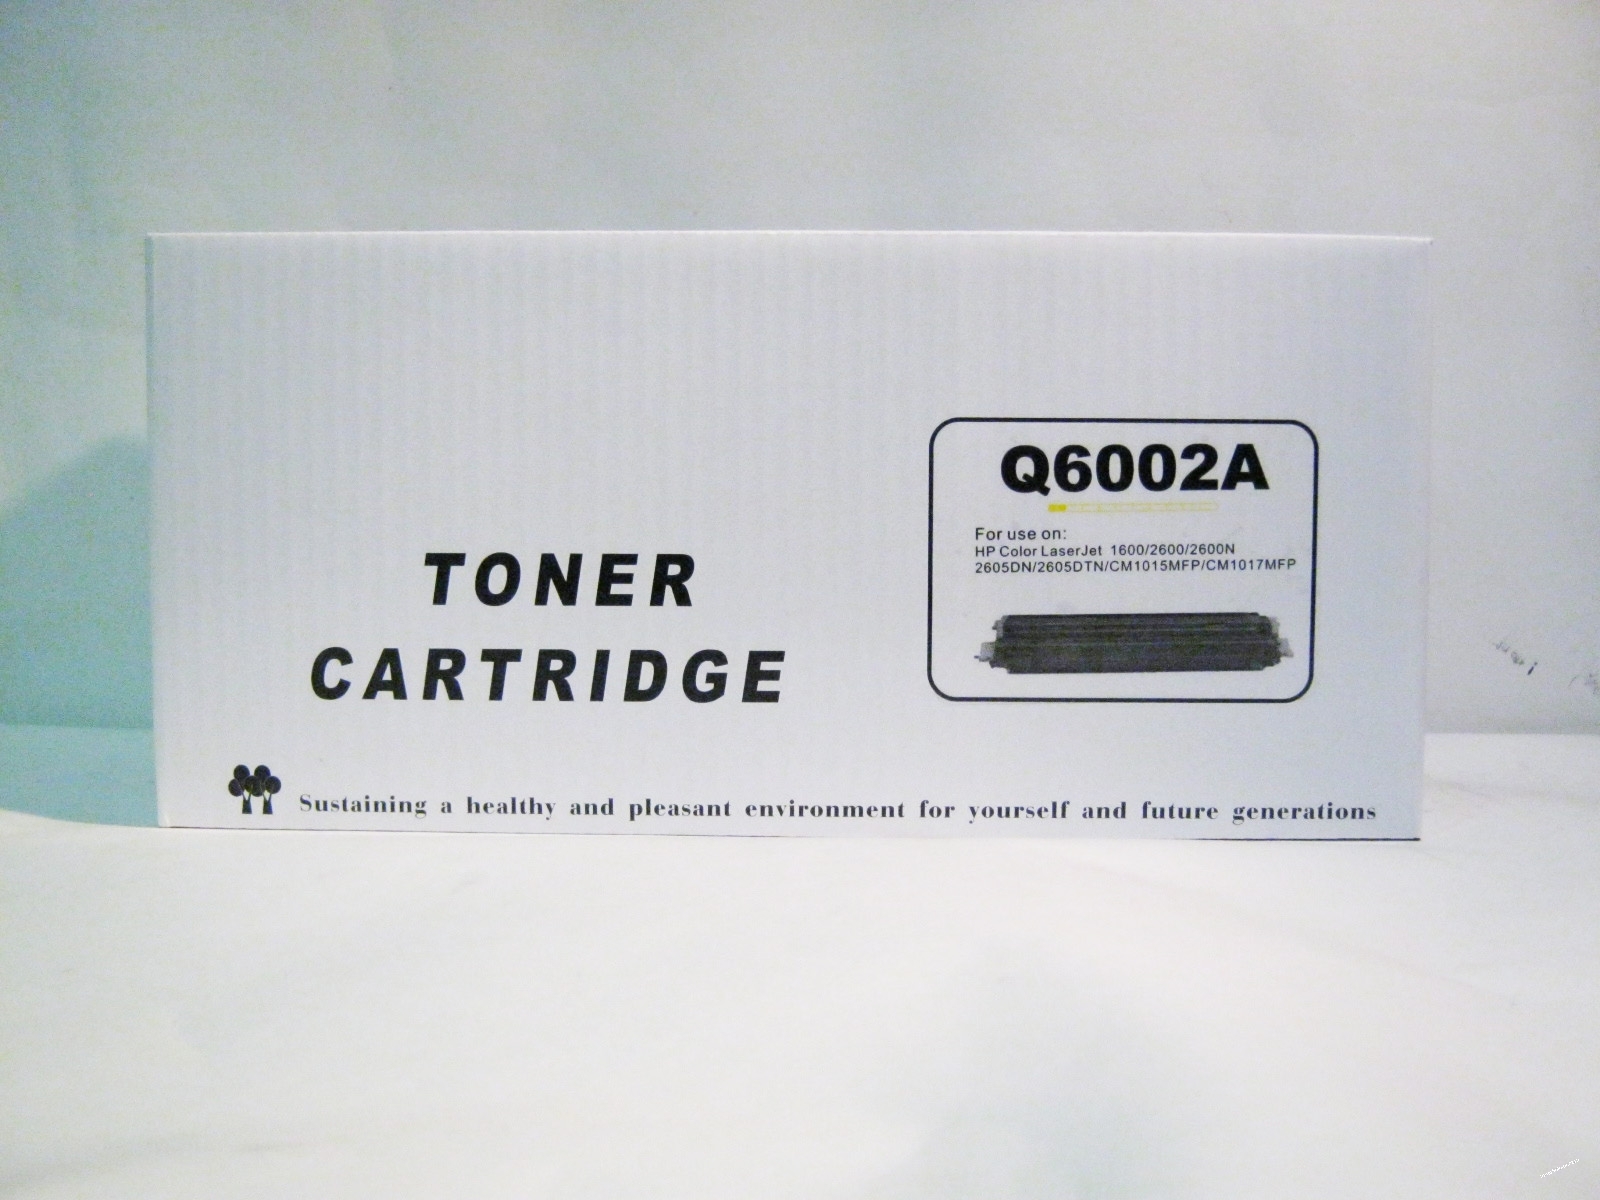 Q6002A
For use on:
HP Color LaserJet 1600/2600/2600N
2605DN/2605DTN/CM1015MFP/CM1017MFP
TONER
CARTRIDGE
Sustaining a healthy and pleasant environment for yourself and future generations